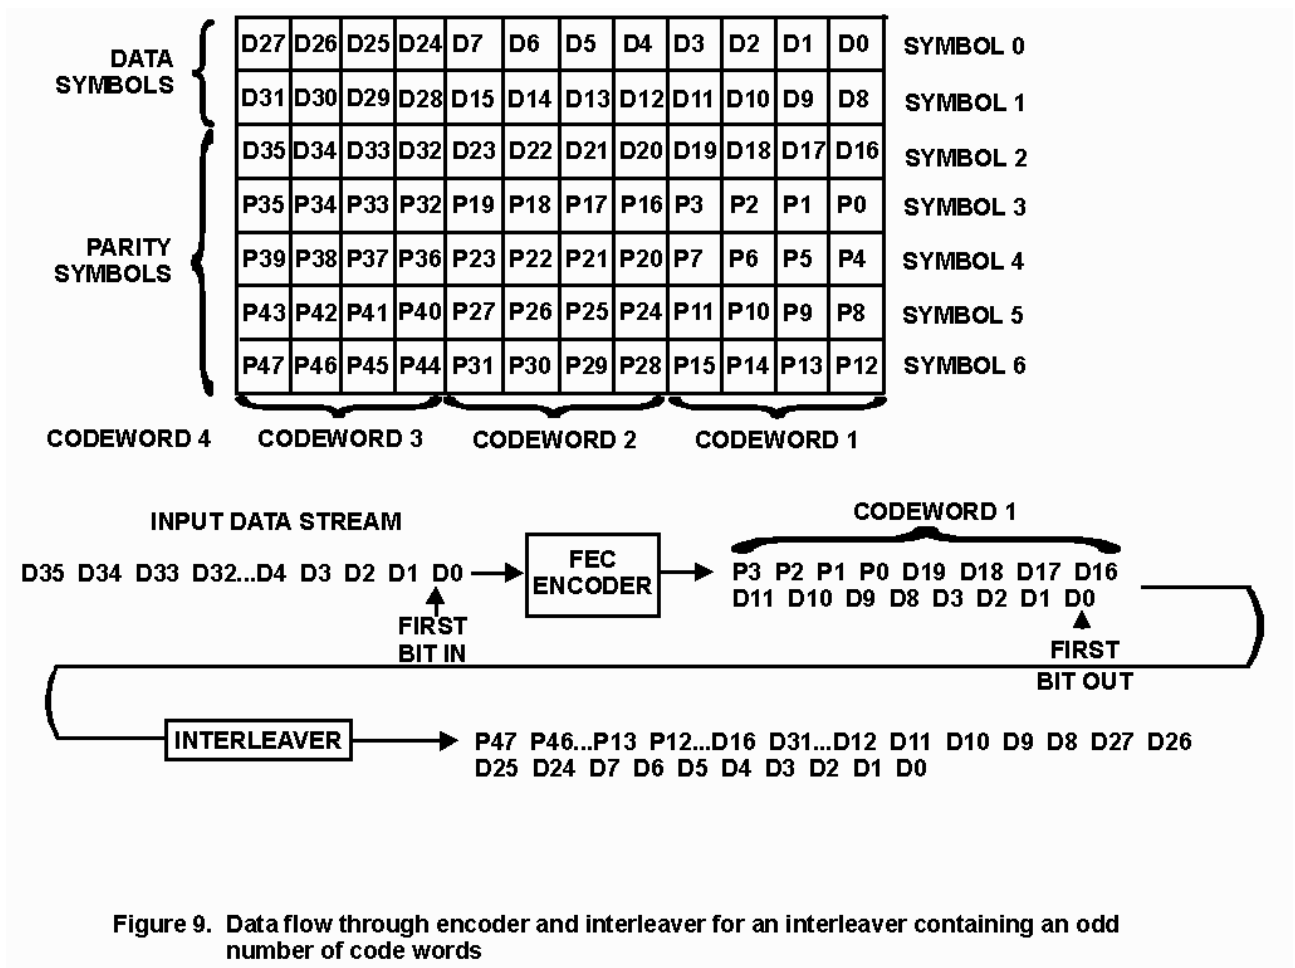 DATA
SYMBOLS
D27 D26 D25 D24 D7 D6 D5 D4 D3 D2 D1 D0 SYMBOL 0
D31 D30 D29 D28 D15 D14 D13 D12 D11 D10 D9 D8 SYMBOL 1
D35 D34 D33 D32 D23 D22 D21 D20 D19 D18 D17 D16 SYMBOL 2
PARITY
SYMBOLS
P35 P34 P33 P32 P19 P18 P17 P16 P3 P2 P1 P0 SYMBOL 3
P39 P38 P37 P36 P23 P22 P21 P20 P7 P6 P5 P4 SYMBOL 4
P43 P42 P41 P40 P27 P26 P25 P24 P11 P10 P9 P8 SYMBOL 5
P47 P46 P45 P44 P31 P30 P29 P28 P15 P14 P13 P12 SYMBOL 6
CODEWORD 4 CODEWORD 3 CODEWORD 2 CODEWORD 1
INPUT DATA STREAM
D35 D34 D33 D32...D4 D3 D2 D1 D0
FIRST
BIT IN
FEC
ENCODER
CODEWORD 1
P3 P2 P1 P0 D19 D18 D17 D16
D11 D10 D9 D8 D3 D2 D1 D0
FIRST
BIT OUT
INTERLEAVER
P47 P46...P13 P12...D16 D31...D12 D11 D10 D9 D8 D27 D26
D25 D24 D7 D6 D5 D4 D3 D2 D1 D0
Figure 9. Data flow through encoder and interleaver for an interleaver containing an odd
number of code words